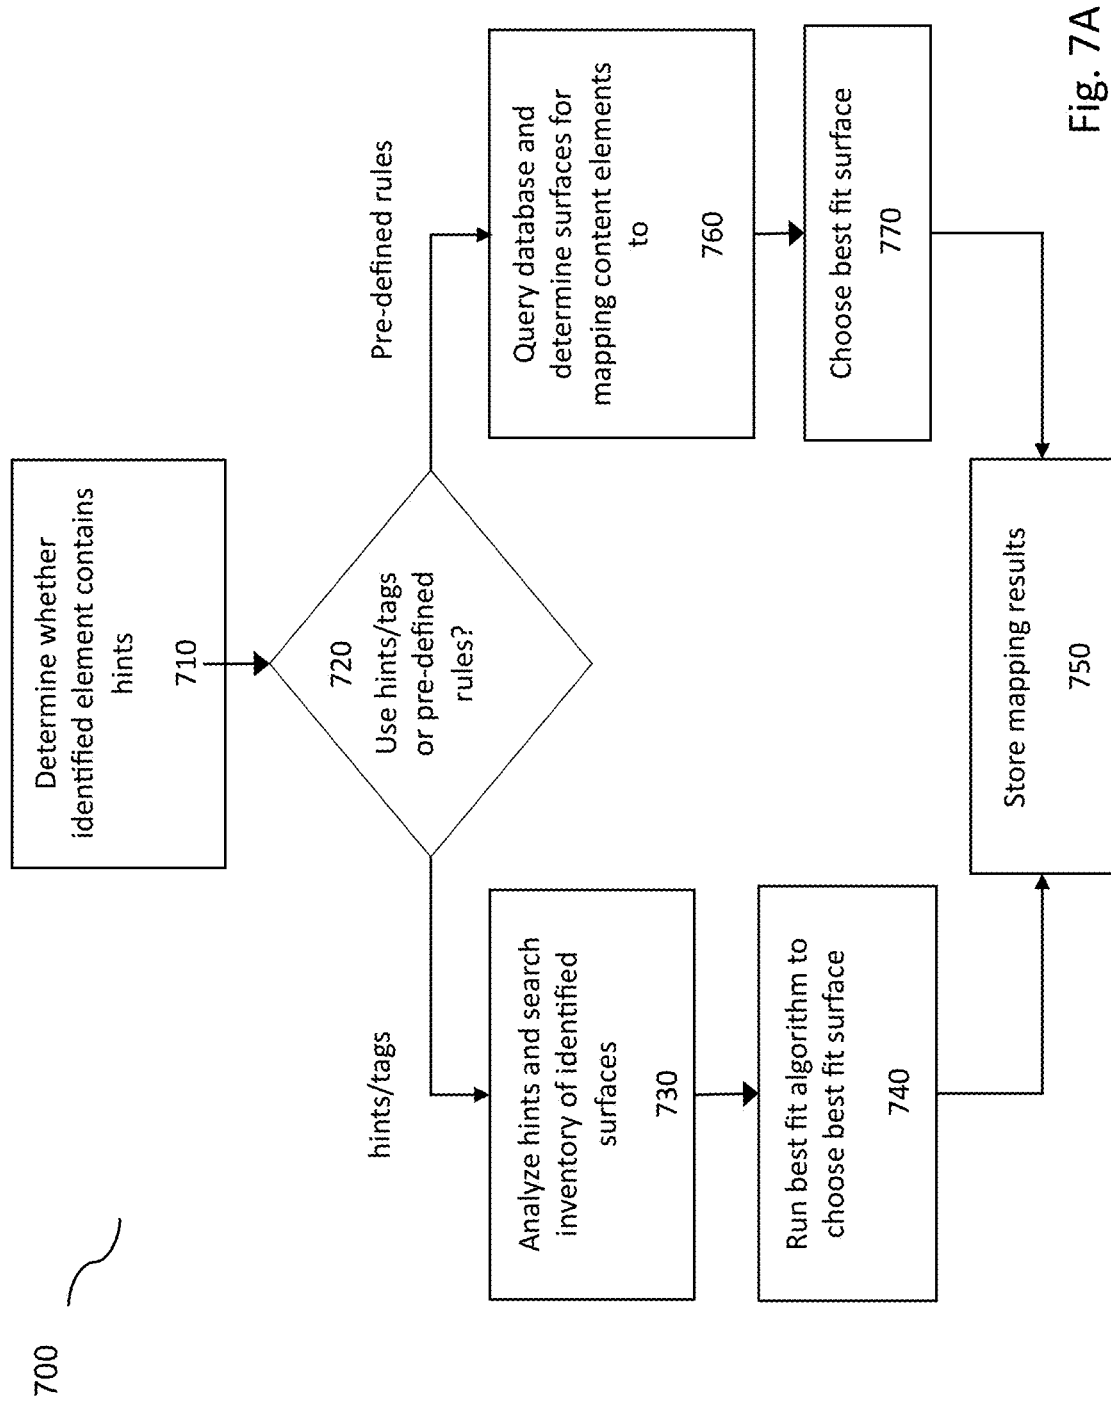 700
Determine whether
identified element contains
hints
710
720
Use hints/tags
or pre-defined
rules?
hints/tags
Pre-defined rules
Analyze hints and search
inventory of identified
surfaces
730
Query database and
determine surfaces for
mapping content elements
to
760
Run best fit algorithm to
choose best fit surface
740
Choose best fit surface
770
Store mapping results
750
Fig. 7A